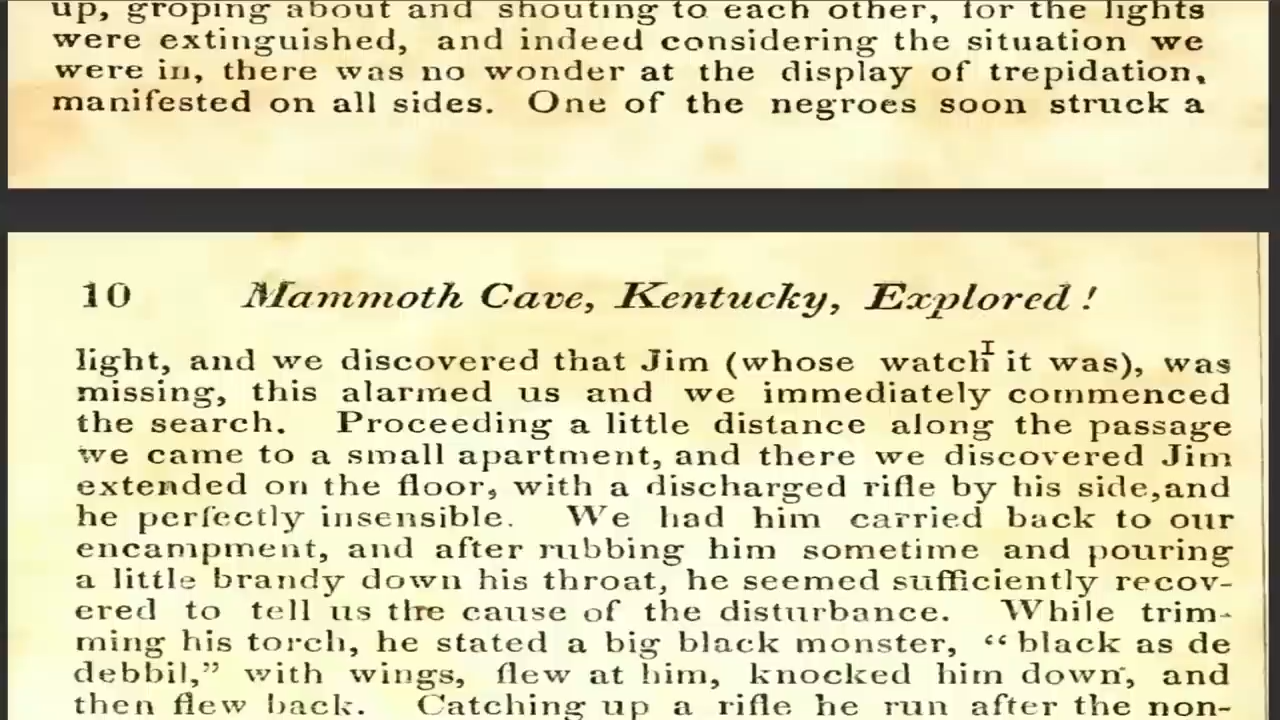 up, groping about and shouting to each other, for the lights
were extinguished, and indeed considering the situation we
were in, there was no wonder at the display of trepidation,
manifested on all sides. One of the negroes soon struck a
10 Mammoth Cave, Kentucky, Explored !
light, and we discovered that Jim (whose watch it was), was
missing, this alarmed us and we immediately commenced
the search. Proceeding a little distance along the passage
we came to a small apartment, and there we discovered Jim
extended on the floor, with a discharged rifle by his side,and
he perfectly insensible. We had him carried back to our
encampment, and after rubbing him sometime and pouring
a little brandy down his throat, he seemed sufficiently recov-
ered to tell us the cause of the disturbance. While trim-
ming his torch, he stated a big black monster, “ black as de
debbil,” with wings, flew at him, knocked him down, and
then flew back. Catching up a rifle he run after the non-